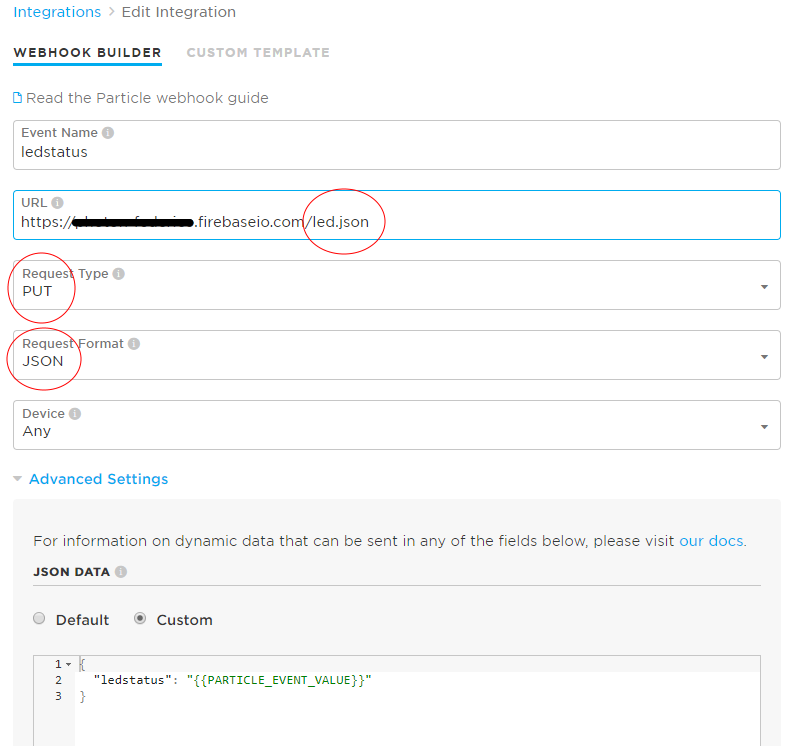 Integrations > Edit Integration
WEBHOOK BUILDER CUSTOM TEMPLATE
Read the Particle webhook guide
Event Name
ledstatus
URL
https://.firebaseio.com/led.json
Request Type
PUT
Request Format
JSON
Device
Any
Advanced Settings
For information on dynamic data that can be sent in any of the fields below, please visit our docs.
JSON DATA
Default Custom
1 {
2 "ledstatus": "{{PARTICLE_EVENT_VALUE}}"
3 }